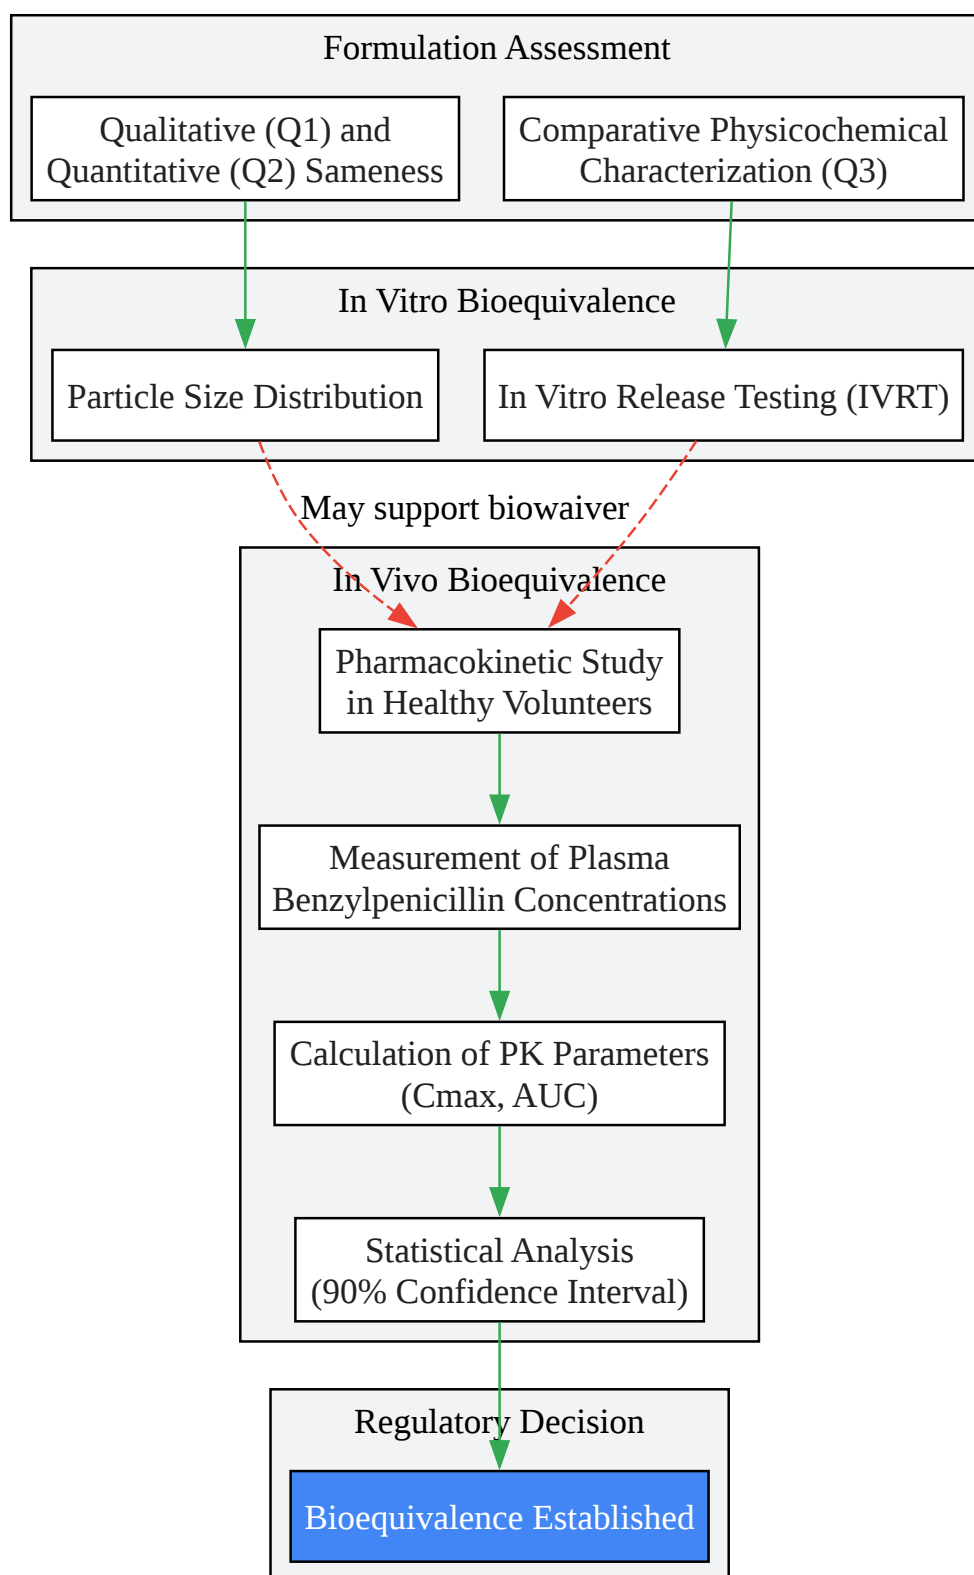 Formulation Assessment
Qualitative (Q1) and
Quantitative (Q2) Sameness
Comparative Physicochemical
Characterization (Q3)
In Vitro Bioequivalence
Particle Size Distribution
In Vitro Release Testing (IVRT)
May support biowaiver
In Vivo Bioequivalence
Pharmacokinetic Study
in Healthy Volunteers
Measurement of Plasma
Benzylpenicillin Concentrations
Calculation of PK Parameters
(Cmax, AUC)
Statistical Analysis
(90% Confidence Interval)
Regulatory Decision
Bioequivalence Established